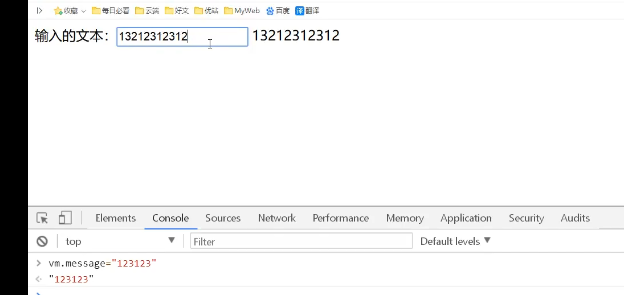 收藏 每日必看 云端 好文 优站 MyWeb 百度 翻译
输入的文本： 13212312312 13212312312
Elements Console Sources Network Performance Memory Application Security Audits
top Filter Default levels
vm.message="123123"
"123123"